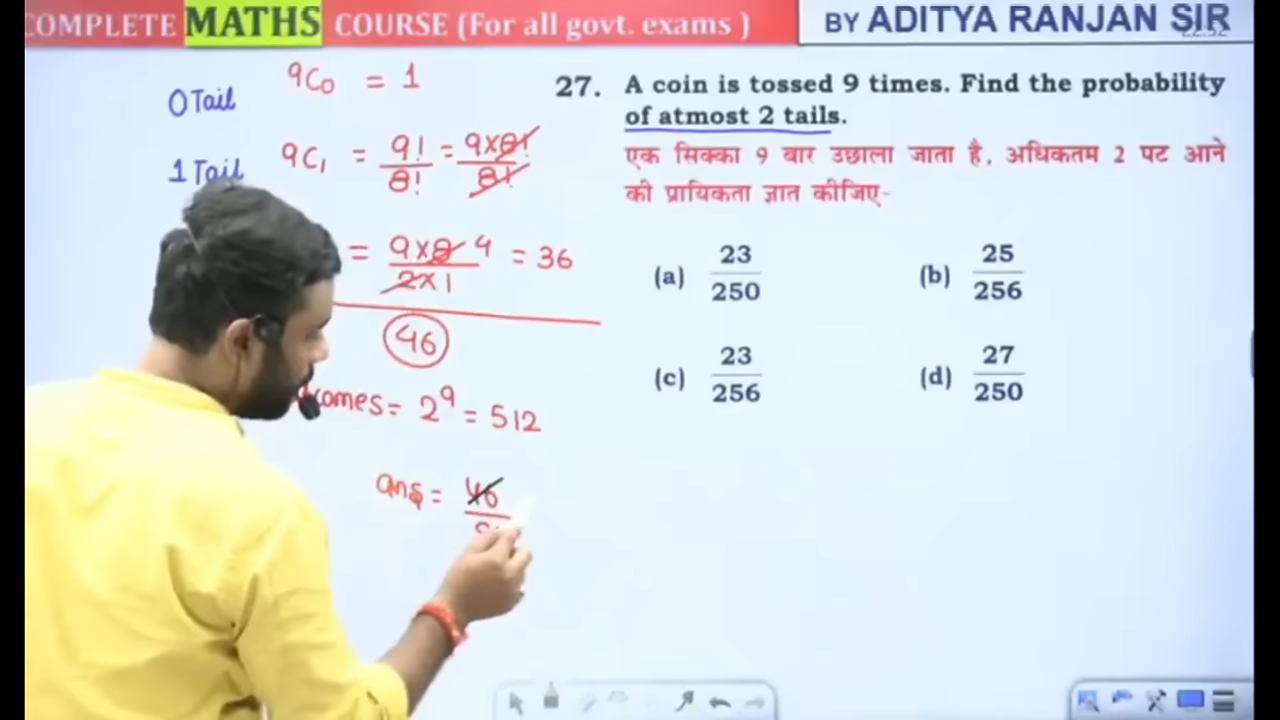 COMPLETE MATHS COURSE (For all govt. exams )
BY ADITYA RANJAN SIR
0 Tail 9C0 = 1
1 Tail 9C1 = 9!/8! = 9×8!/8!
= 9×8/2×1 4 = 36
46
comes = 2^9 = 512
ans = 46
27. A coin is tossed 9 times. Find the probability
of atmost 2 tails.
एक सिक्का 9 बार उछाला जाता है, अधिकतम 2 पट आने
की प्रायिकता ज्ञात कीजिए-
(a) 23/250 (b) 25/256
(c) 23/256 (d) 27/250